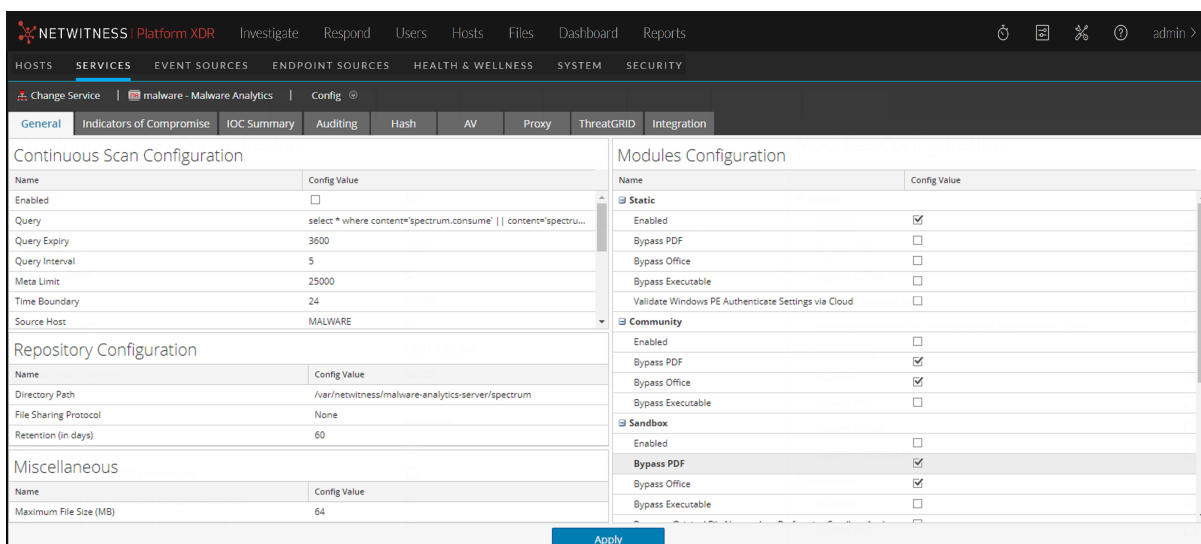 NETWITNESS | Platform XDR Investigate Respond Users Hosts Files Dashboard Reports admin >
HOSTS SERVICES EVENT SOURCES ENDPOINT SOURCES HEALTH & WELLNESS SYSTEM SECURITY
Change Service | malware - Malware Analytics | Config
General Indicators of Compromise IOC Summary Auditing Hash AV Proxy ThreatGRID Integration
Continuous Scan Configuration
Name Config Value
Enabled
Query select * where content='spectrum.consume' || content='spectru...
Query Expiry 3600
Query Interval 5
Meta Limit 25000
Time Boundary 24
Source Host MALWARE
Repository Configuration
Name Config Value
Directory Path /var/netwitness/malware-analytics-server/spectrum
File Sharing Protocol None
Retention (in days) 60
Miscellaneous
Name Config Value
Maximum File Size (MB) 64
Modules Configuration
Name Config Value
Static
Enabled
Bypass PDF
Bypass Office
Bypass Executable
Validate Windows PE Authenticate Settings via Cloud
Community
Enabled
Bypass PDF
Bypass Office
Bypass Executable
Sandbox
Enabled
Bypass PDF
Bypass Office
Bypass Executable
Apply